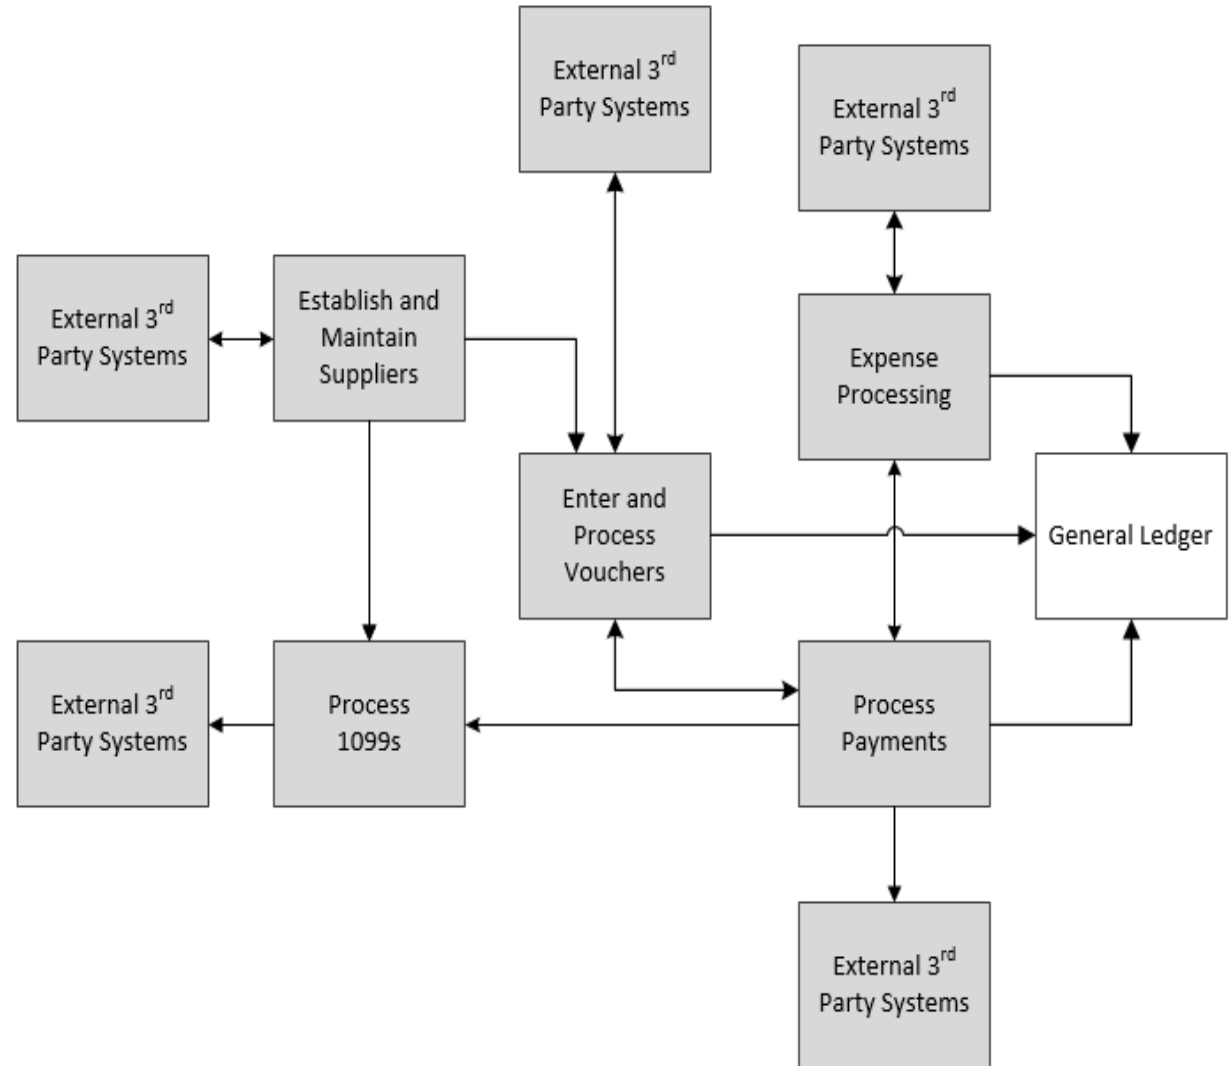 External 3rd
Party Systems
External 3rd
Party Systems
External 3rd
Party Systems
Establish and
Maintain
Suppliers
Expense
Processing
Enter and
Process
Vouchers
General Ledger
External 3rd
Party Systems
Process
1099s
Process
Payments
External 3rd
Party Systems